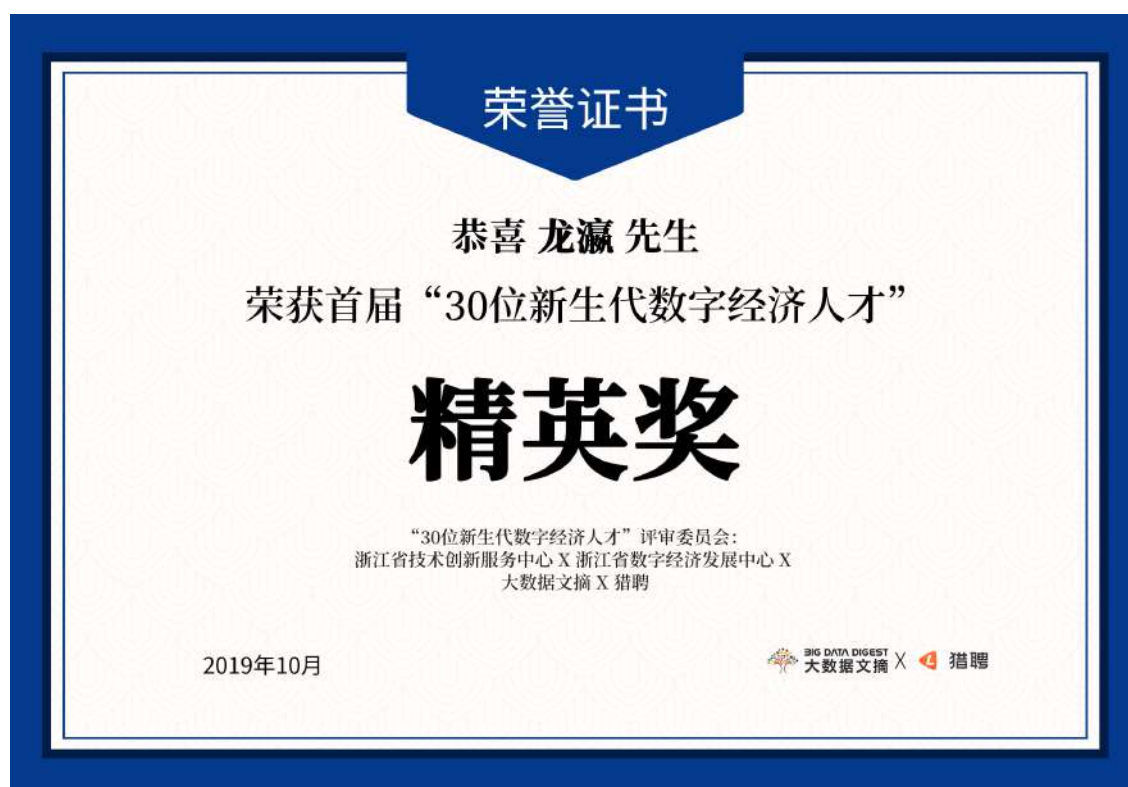 荣誉证书
恭喜 龙瀛 先生
荣获首届“30位新生代数字经济人才”
精英奖
“30位新生代数字经济人才”评审委员会：
浙江省技术创新服务中心 X 浙江省数字经济发展中心 X
大数据文摘 X 猎聘
2019年10月
BIG DATA DIGEST
大数据文摘 X 猎聘